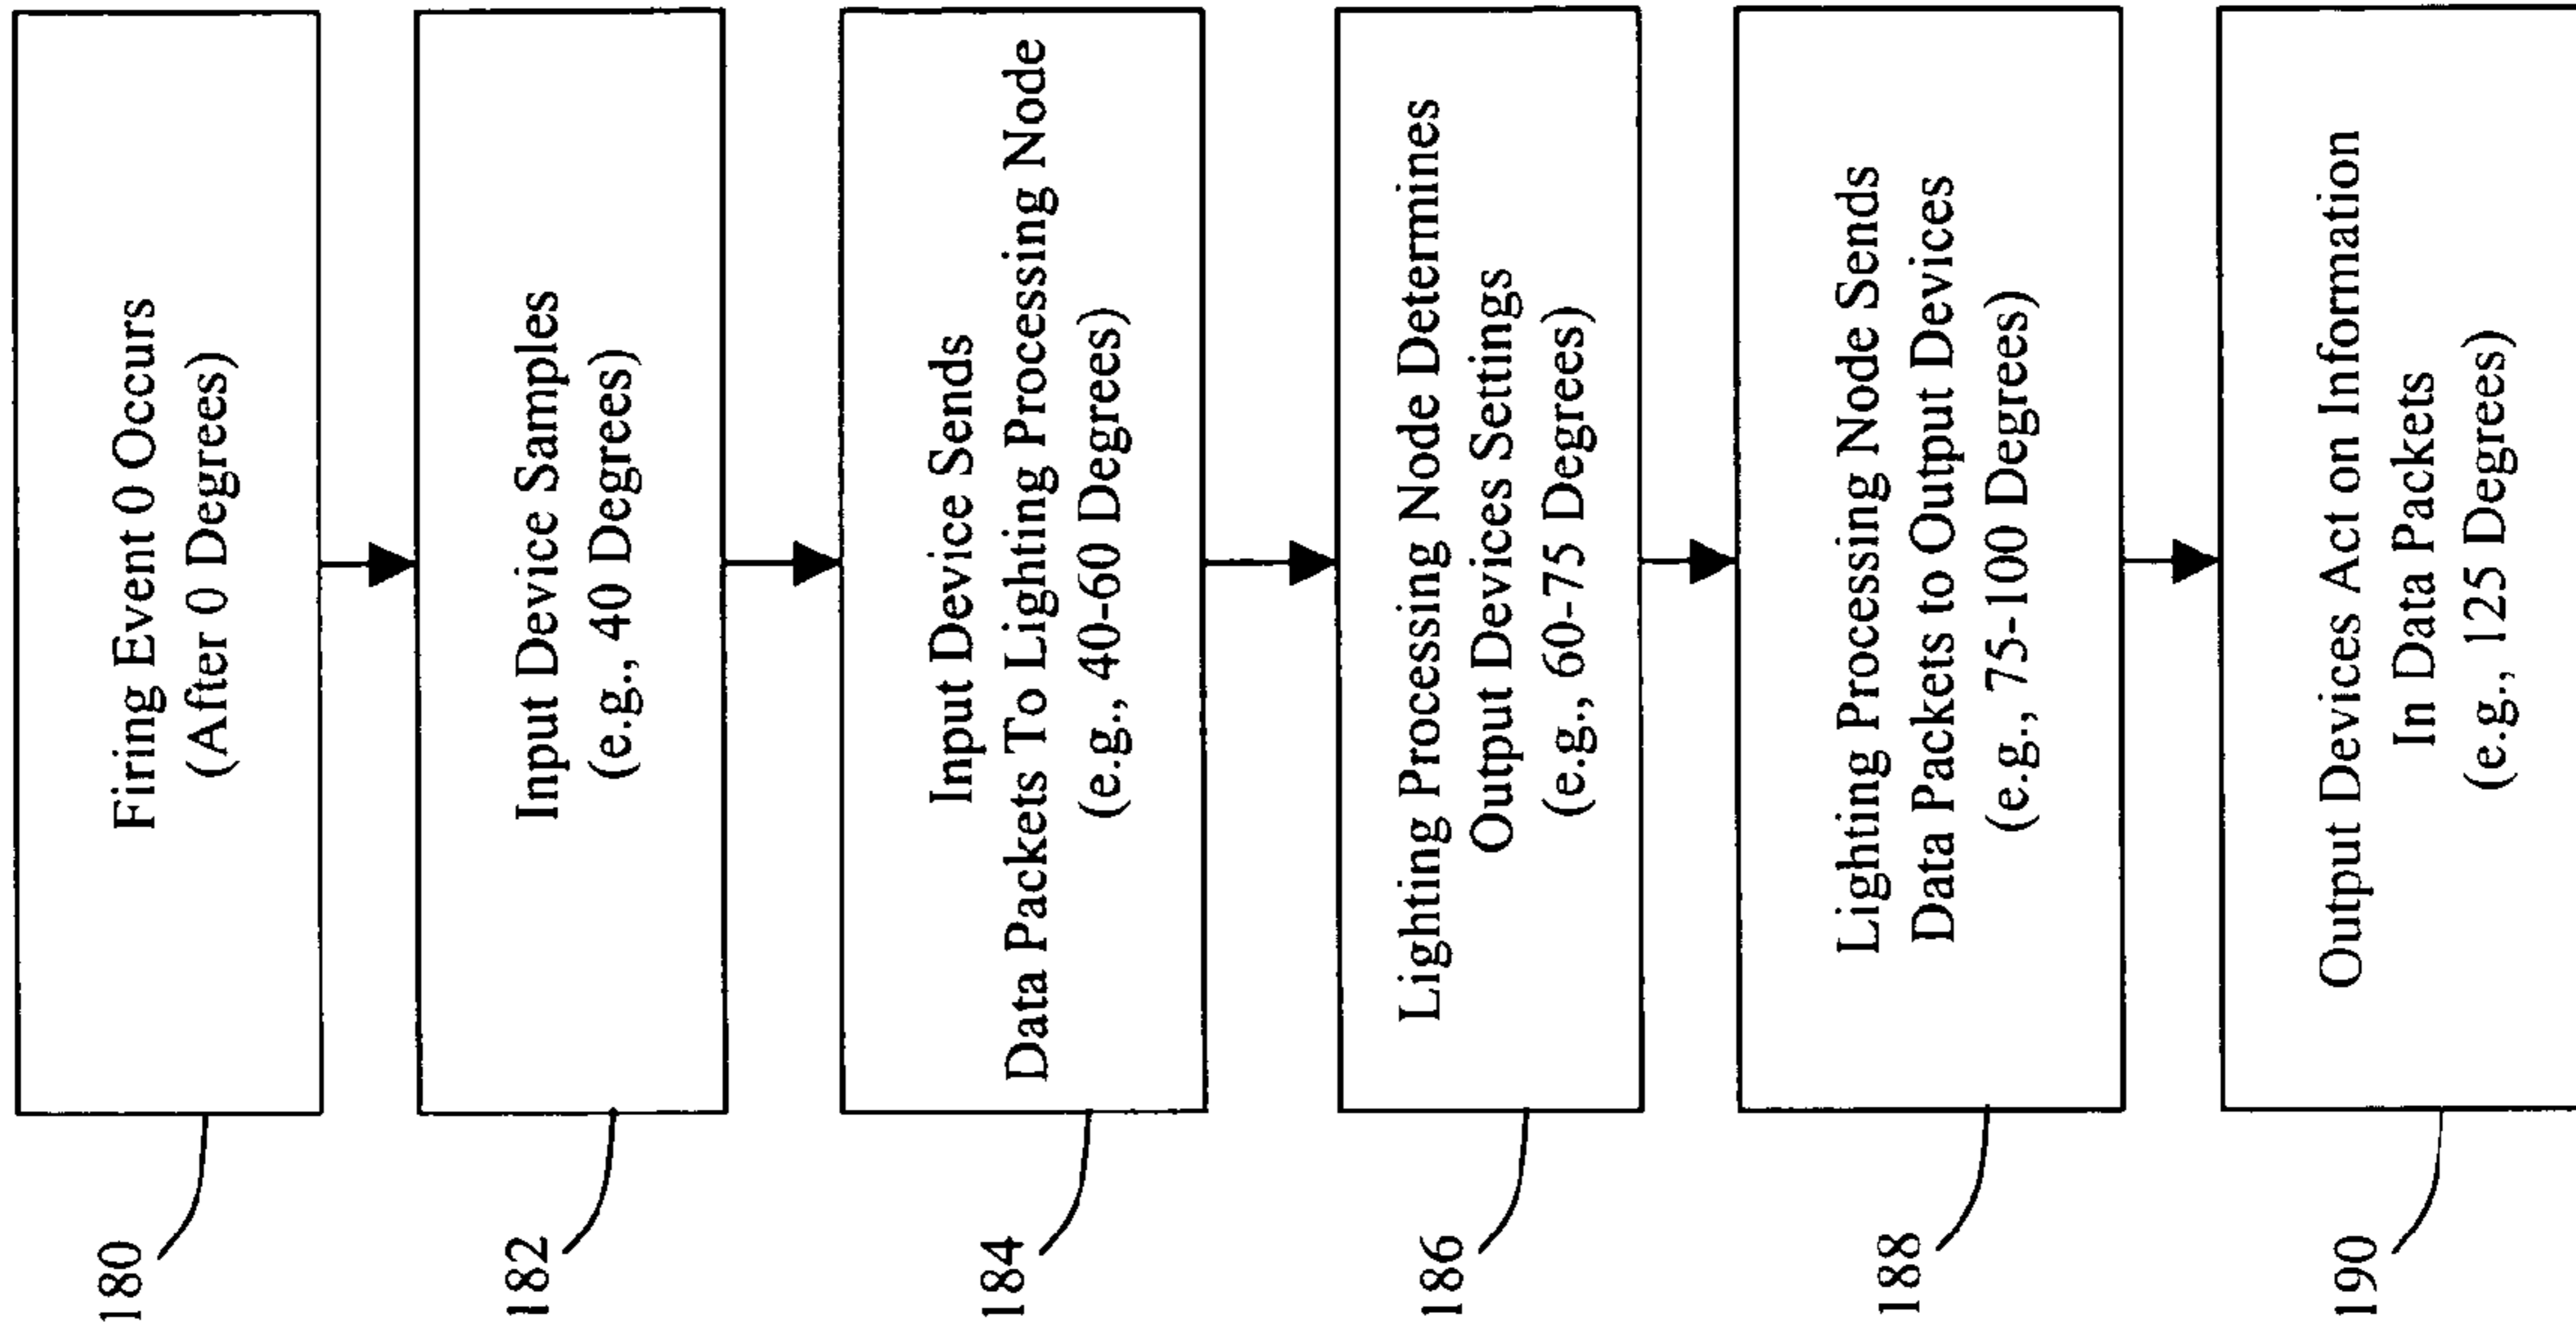 180
Firing Event 0 Occurs
(After 0 Degrees)
182
Input Device Samples
(e.g., 40 Degrees)
184
Input Device Sends
Data Packets To Lighting Processing Node
(e.g., 40-60 Degrees)
186
Lighting Processing Node Determines
Output Devices Settings
(e.g., 60-75 Degrees)
188
Lighting Processing Node Sends
Data Packets to Output Devices
(e.g., 75-100 Degrees)
190
Output Devices Act on Information
In Data Packets
(e.g., 125 Degrees)